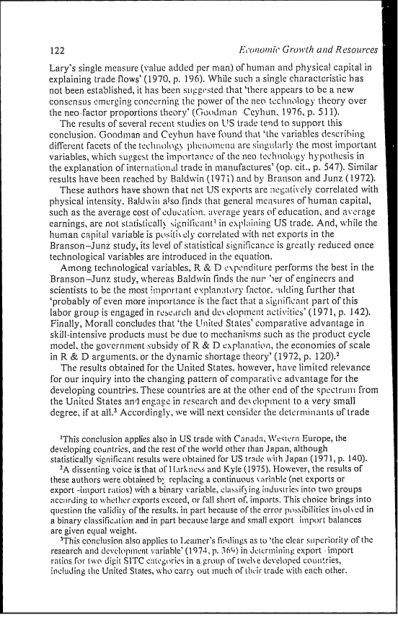 122 Economic Growth and Resources
Lary's single measure (value added per man) of human and physical capital in
explaining trade flows' (1970, p. 196). While such a single characteristic has
not been established, it has been suggested that 'there appears to be a new
consensus emerging concerning the power of the neo technology theory over
the neo-factor proportions theory' (Goodman Ceyhun, 1976, p. 511).
The results of several recent studies on US trade tend to support this
conclusion. Goodman and Ceyhun have found that 'the variables describing
different facets of the technology phenomena are singularly the most important
variables, which suggest the importance of the neo technology hypothesis in
the explanation of international trade in manufactures' (op. cit., p. 547). Similar
results have been reached by Baldwin (1971) and by Branson and Junz (1972).
These authors have shown that net US exports are negatively correlated with
physical intensity. Baldwin also finds that general measures of human capital,
such as the average cost of education, average years of education, and average
earnings, are not statistically significant¹ in explaining US trade. And, while the
human capital variable is positively correlated with net exports in the
Branson–Junz study, its level of statistical significance is greatly reduced once
technological variables are introduced in the equation.
Among technological variables, R & D expenditure performs the best in the
Branson–Junz study, whereas Baldwin finds the number of engineers and
scientists to be the most important explanatory factor, adding further that
'probably of even more importance is the fact that a significant part of this
labor group is engaged in research and development activities' (1971, p. 142).
Finally, Morall concludes that 'the United States' comparative advantage in
skill-intensive products must be due to mechanisms such as the product cycle
model, the government subsidy of R & D explanation, the economies of scale
in R & D arguments, or the dynamic shortage theory' (1972, p. 120).²
The results obtained for the United States, however, have limited relevance
for our inquiry into the changing pattern of comparative advantage for the
developing countries. These countries are at the other end of the spectrum from
the United States and engage in research and development to a very small
degree, if at all.³ Accordingly, we will next consider the determinants of trade
¹This conclusion applies also in US trade with Canada, Western Europe, the
developing countries, and the rest of the world other than Japan, although
statistically significant results were obtained for US trade with Japan (1971, p. 140).
²A dissenting voice is that of Harkness and Kyle (1975). However, the results of
these authors were obtained by replacing a continuous variable (net exports or
export -import ratios) with a binary variable, classifying industries into two groups
according to whether exports exceed, or fall short of, imports. This choice brings into
question the validity of the results, in part because of the error possibilities involved in
a binary classification and in part because large and small export import balances
are given equal weight.
³This conclusion also applies to Leamer's findings as to 'the clear superiority of the
research and development variable' (1974, p. 369) in determining export import
ratios for two digit SITC categories in a group of twelve developed countries,
including the United States, who carry out much of their trade with each other.